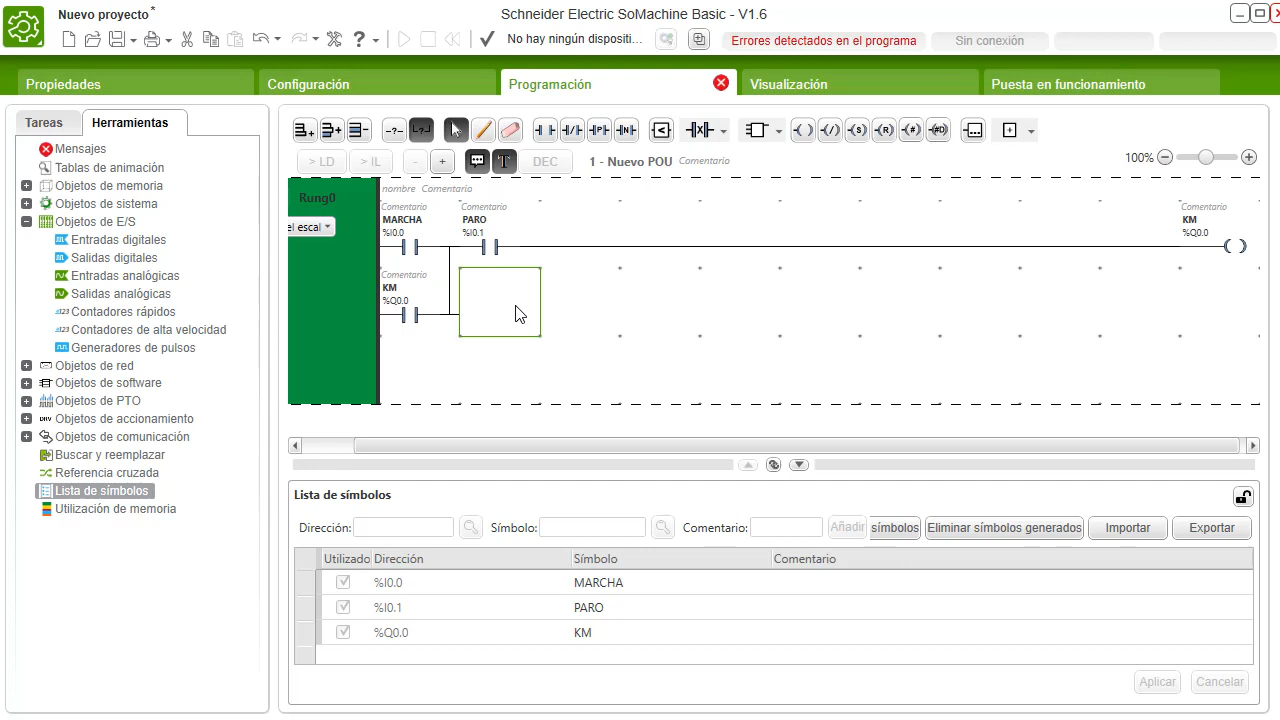 Nuevo proyecto *
Schneider Electric SoMachine Basic - V1.6
No hay ningún dispositi...
Errores detectados en el programa
Sin conexión
Propiedades
Configuración
Programación
Visualización
Puesta en funcionamiento
Tareas
Herramientas
Mensajes
Tablas de animación
Objetos de memoria
Objetos de sistema
Objetos de E/S
Entradas digitales
Salidas digitales
Entradas analógicas
Salidas analógicas
Contadores rápidos
Contadores de alta velocidad
Generadores de pulsos
Objetos de red
Objetos de software
Objetos de PTO
Objetos de accionamiento
Objetos de comunicación
Buscar y reemplazar
Referencia cruzada
Lista de símbolos
Utilización de memoria
> LD
> IL
-
+
DEC
1 - Nuevo POU Comentario
100%
Rung0
el escal
nombre Comentario
Comentario
MARCHA
%I0.0
Comentario
PARO
%I0.1
Comentario
KM
%Q0.0
Comentario
KM
%Q0.0
Lista de símbolos
Dirección:
Símbolo:
Comentario:
Añadir
símbolos
Eliminar símbolos generados
Importar
Exportar
Utilizado Dirección Símbolo Comentario
%I0.0 MARCHA
%I0.1 PARO
%Q0.0 KM
Aplicar
Cancelar